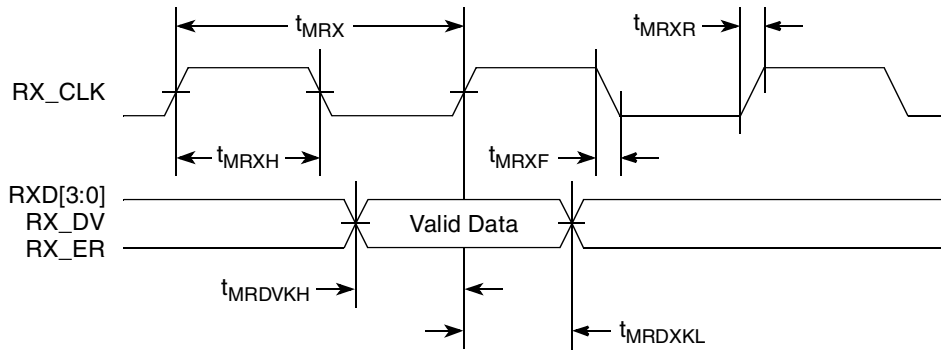 tMRX
tMRXR
RX_CLK
tMRXH
tMRXF
RXD[3:0]
RX_DV
Valid Data
RX_ER
tMRDVKH
tMRDXKL